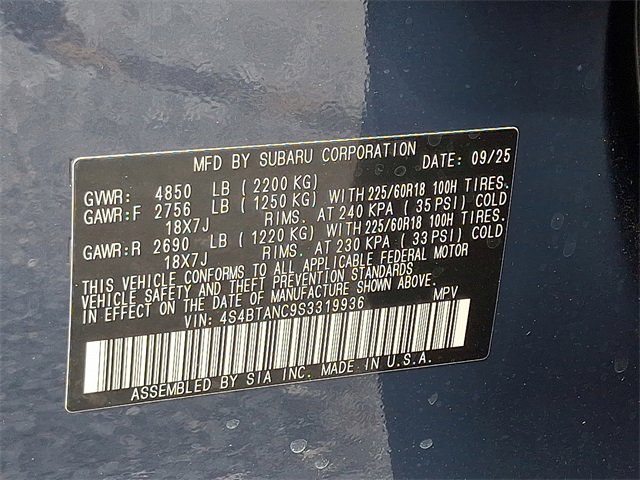 MFD BY SUBARU CORPORATION DATE: 09/25
GVWR: 4850 LB ( 2200 KG)
GAWR:F 2756 LB ( 1250 KG) WITH 225/60R18 100H TIRES.
18X7J RIMS. AT 240 KPA ( 35 PSI) COLD
GAWR:R 2690 LB ( 1220 KG) WITH 225/60R18 100H TIRES.
18X7J RIMS. AT 230 KPA ( 33 PSI) COLD
THIS VEHICLE CONFORMS TO ALL APPLICABLE FEDERAL MOTOR
VEHICLE SAFETY AND THEFT PREVENTION STANDARDS
IN EFFECT ON THE DATE OF MANUFACTURE SHOWN ABOVE.
VIN: 4S4BTANC9S3319936 MPV
ASSEMBLED BY SIA INC. MADE IN U.S.A.